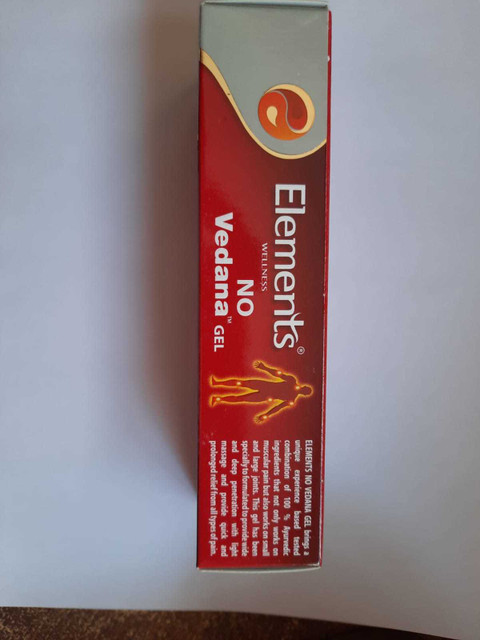 Elements®
WELLNESS
NO
Vedana™ GEL
ELEMENTS NO VEDANA GEL brings a
unique experience based tested
combination of 100 % Ayurvedic
ingredients that not only works on
muscular pain but also works on small
and large joints. This gel has been
specially to formulated to provide wide
and deep penetration with light
massage and provide quick and
prolonged relief from all types of pain.